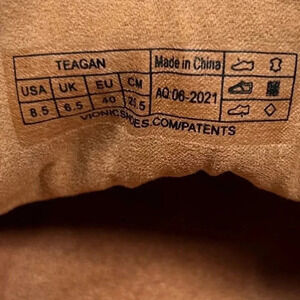 TEAGAN
Made in China
USA UK EU CM
8.5 6.5 40 25.5
AQ:06-2021
VIONICSHOES.COM/PATENTS